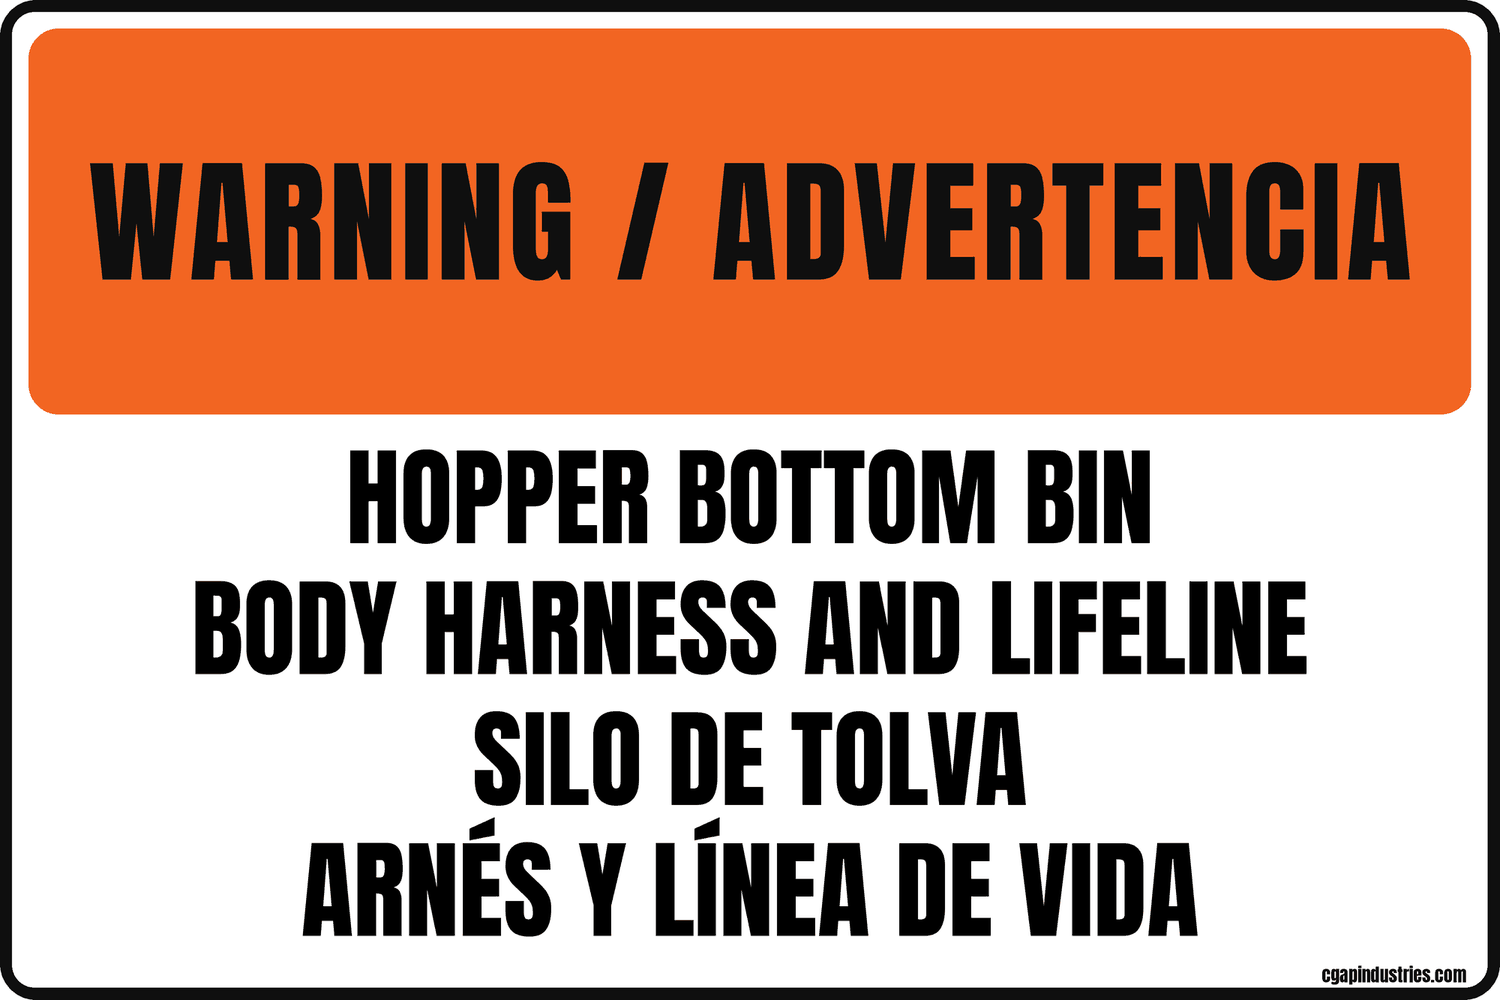 WARNING / ADVERTENCIA
HOPPER BOTTOM BIN
BODY HARNESS AND LIFELINE
SILO DE TOLVA
ARNÉS Y LÍNEA DE VIDA
cgapindustries.com